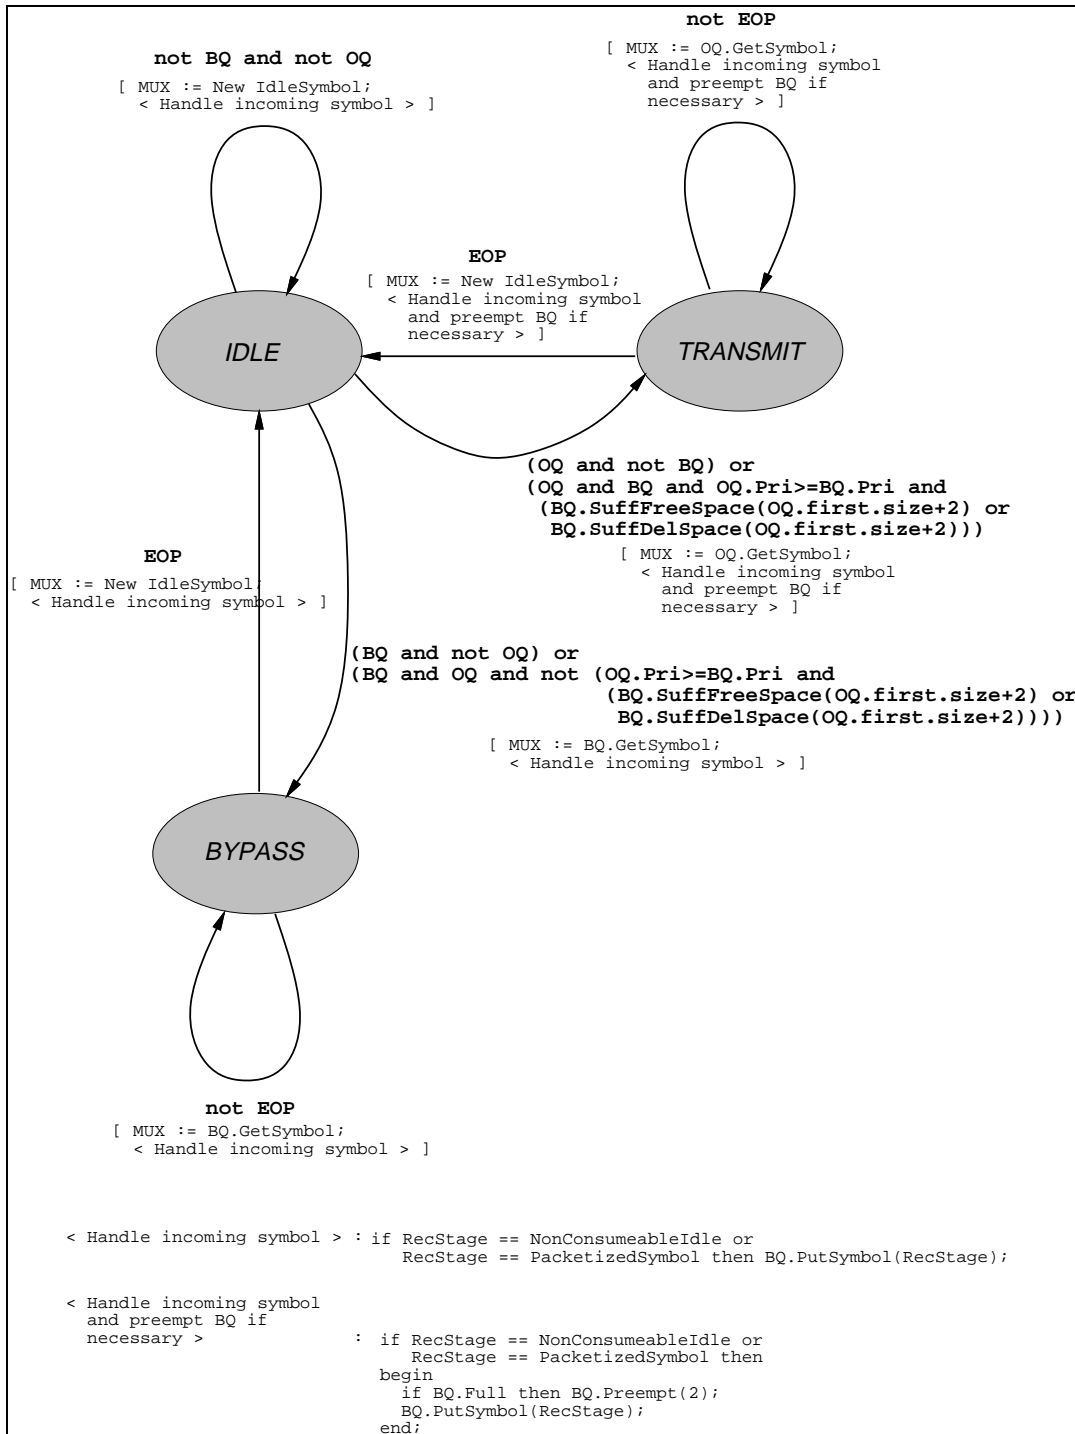 not EOP
[ MUX := OQ.GetSymbol;
< Handle incoming symbol
and preempt BQ if
necessary > ]
not BQ and not OQ
[ MUX := New IdleSymbol;
< Handle incoming symbol > ]
EOP
[ MUX := New IdleSymbol;
< Handle incoming symbol
and preempt BQ if
necessary > ]
IDLE
TRANSMIT
(OQ and not BQ) or
(OQ and BQ and OQ.Pri>=BQ.Pri and
(BQ.SuffFreeSpace(OQ.first.size+2) or
BQ.SuffDelSpace(OQ.first.size+2)))
[ MUX := OQ.GetSymbol;
< Handle incoming symbol
and preempt BQ if
necessary > ]
EOP
[ MUX := New IdleSymbol;
< Handle incoming symbol > ]
(BQ and not OQ) or
(BQ and OQ and not (OQ.Pri>=BQ.Pri and
(BQ.SuffFreeSpace(OQ.first.size+2) or
BQ.SuffDelSpace(OQ.first.size+2))))
[ MUX := BQ.GetSymbol;
< Handle incoming symbol > ]
BYPASS
not EOP
[ MUX := BQ.GetSymbol;
< Handle incoming symbol > ]
< Handle incoming symbol > : if RecStage == NonConsumeableIdle or
RecStage == PacketizedSymbol then BQ.PutSymbol(RecStage);
< Handle incoming symbol
and preempt BQ if
necessary > : if RecStage == NonConsumeableIdle or
RecStage == PacketizedSymbol then
begin
if BQ.Full then BQ.Preempt(2);
BQ.PutSymbol(RecStage);
end;